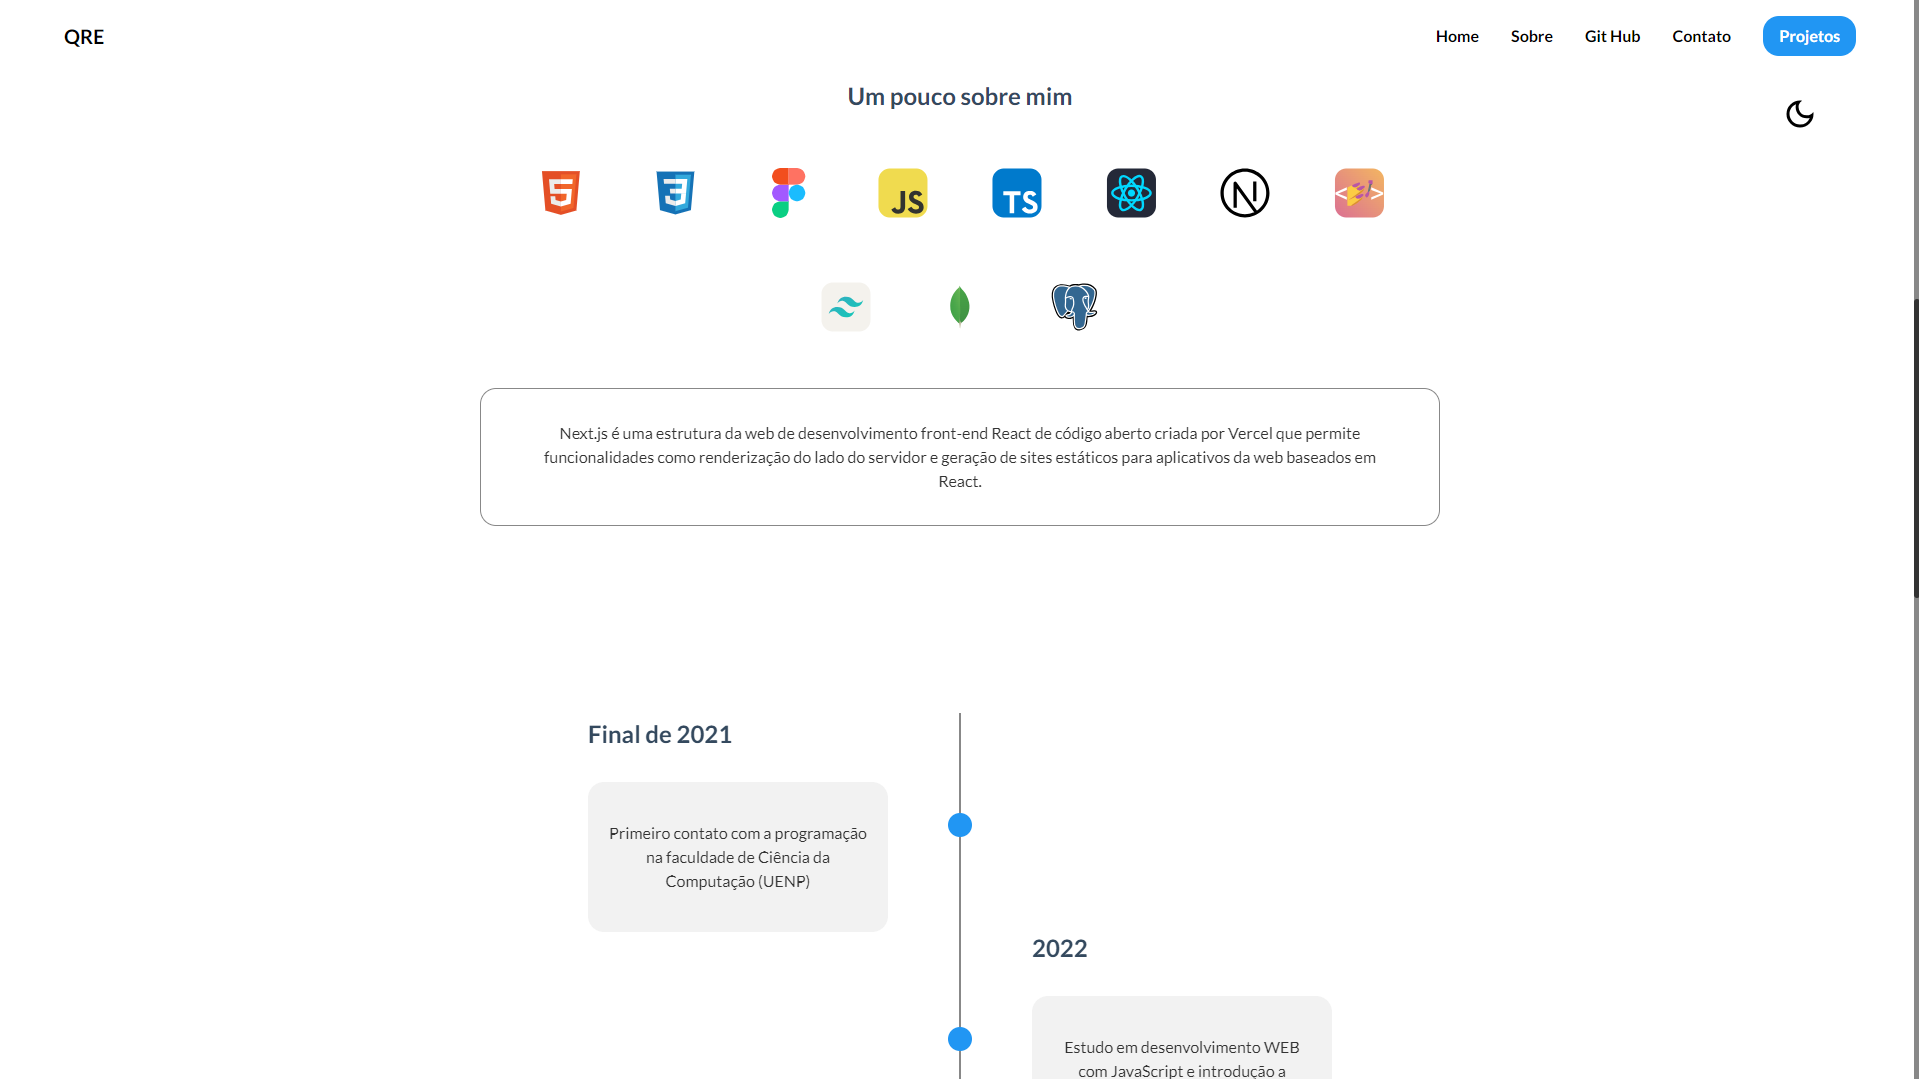 QRE
Home
Sobre
Git Hub
Contato
Projetos
Um pouco sobre mim
5
3
JS
TS
N
Next.js é uma estrutura da web de desenvolvimento front-end React de código aberto criada por Vercel que permite
funcionalidades como renderização do lado do servidor e geração de sites estáticos para aplicativos da web baseados em
React.
Final de 2021
Primeiro contato com a programação
na faculdade de Ciência da
Computação (UENP)
2022
Estudo em desenvolvimento WEB
com JavaScript e introdução a